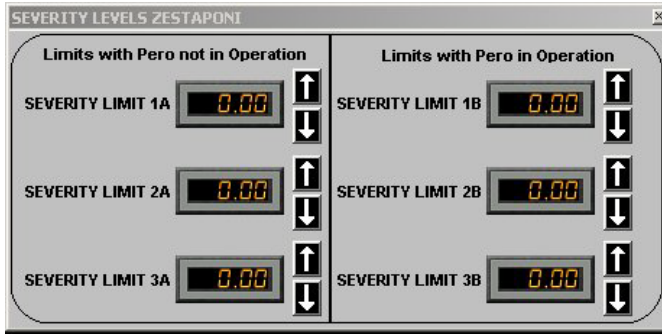 SEVERITY LEVELS ZESTAPONI
Limits with Pero not in Operation
SEVERITY LIMIT 1A 0.00
SEVERITY LIMIT 2A 0.00
SEVERITY LIMIT 3A 0.00
Limits with Pero in Operation
SEVERITY LIMIT 1B 0.00
SEVERITY LIMIT 2B 0.00
SEVERITY LIMIT 3B 0.00